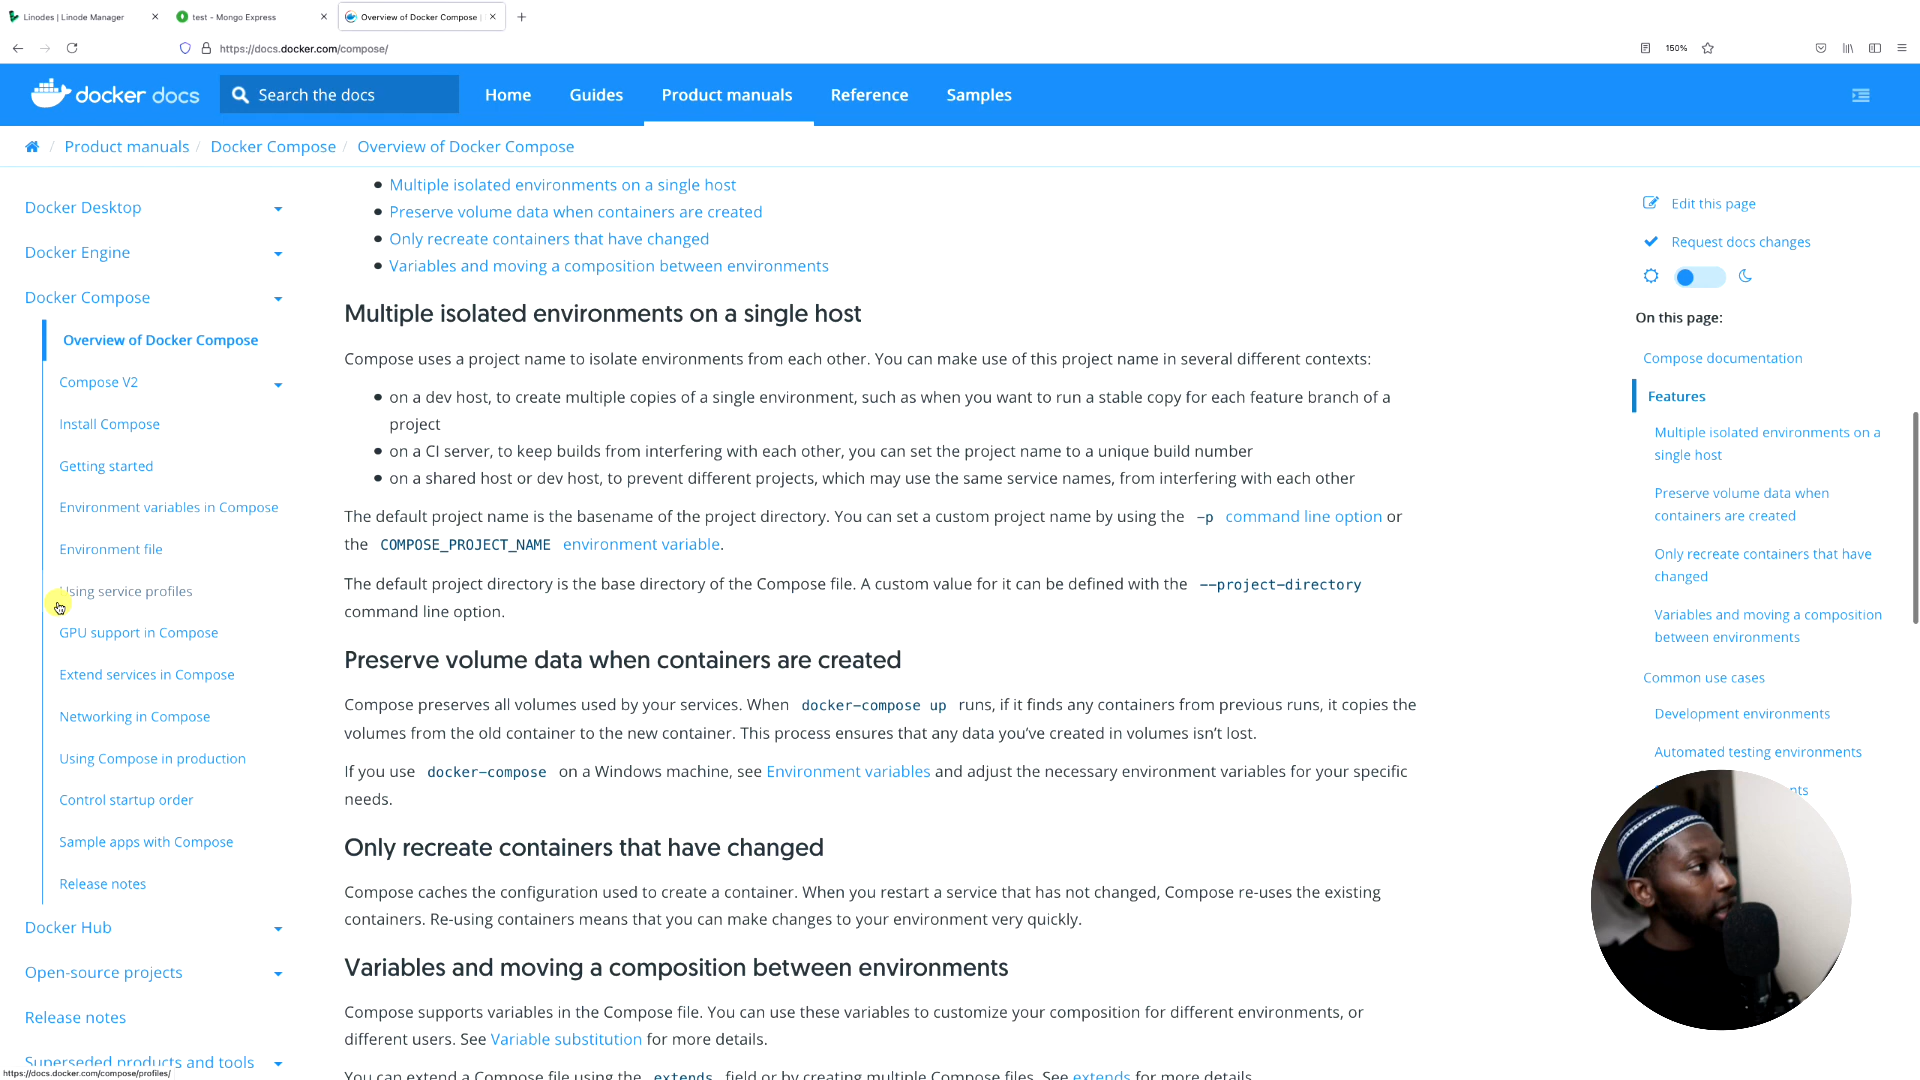 Linodes | Linode Manager
test - Mongo Express
Overview of Docker Compose |
https://docs.docker.com/compose/
150%
docker docs
Search the docs
Home
Guides
Product manuals
Reference
Samples
Product manuals / Docker Compose / Overview of Docker Compose
Docker Desktop
Docker Engine
Docker Compose
Overview of Docker Compose
Compose V2
Install Compose
Getting started
Environment variables in Compose
Environment file
Using service profiles
GPU support in Compose
Extend services in Compose
Networking in Compose
Using Compose in production
Control startup order
Sample apps with Compose
Release notes
Docker Hub
Open-source projects
Release notes
Superseded products and tools
https://docs.docker.com/compose/profiles/
Multiple isolated environments on a single host
Preserve volume data when containers are created
Only recreate containers that have changed
Variables and moving a composition between environments
Multiple isolated environments on a single host
Compose uses a project name to isolate environments from each other. You can make use of this project name in several different contexts:
on a dev host, to create multiple copies of a single environment, such as when you want to run a stable copy for each feature branch of a
project
on a CI server, to keep builds from interfering with each other, you can set the project name to a unique build number
on a shared host or dev host, to prevent different projects, which may use the same service names, from interfering with each other
The default project name is the basename of the project directory. You can set a custom project name by using the -p command line option or
the COMPOSE_PROJECT_NAME environment variable.
The default project directory is the base directory of the Compose file. A custom value for it can be defined with the --project-directory
command line option.
Preserve volume data when containers are created
Compose preserves all volumes used by your services. When docker-compose up runs, if it finds any containers from previous runs, it copies the
volumes from the old container to the new container. This process ensures that any data you've created in volumes isn't lost.
If you use docker-compose on a Windows machine, see Environment variables and adjust the necessary environment variables for your specific
needs.
Only recreate containers that have changed
Compose caches the configuration used to create a container. When you restart a service that has not changed, Compose re-uses the existing
containers. Re-using containers means that you can make changes to your environment very quickly.
Variables and moving a composition between environments
Compose supports variables in the Compose file. You can use these variables to customize your composition for different environments, or
different users. See Variable substitution for more details.
You can extend a Compose file using the extends field or by creating multiple Compose files. See extends for more details.
Edit this page
Request docs changes
On this page:
Compose documentation
Features
Multiple isolated environments on a
single host
Preserve volume data when
containers are created
Only recreate containers that have
changed
Variables and moving a composition
between environments
Common use cases
Development environments
Automated testing environments